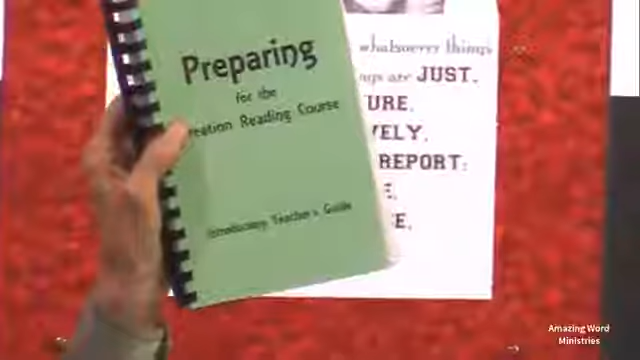 Preparing
for the
reation Reading Course
Introductory Teacher's Guide
whatsoever things
ngs are JUST,
URE,
VELY,
REPORT:
E,
E,
Amazing Word
Ministries